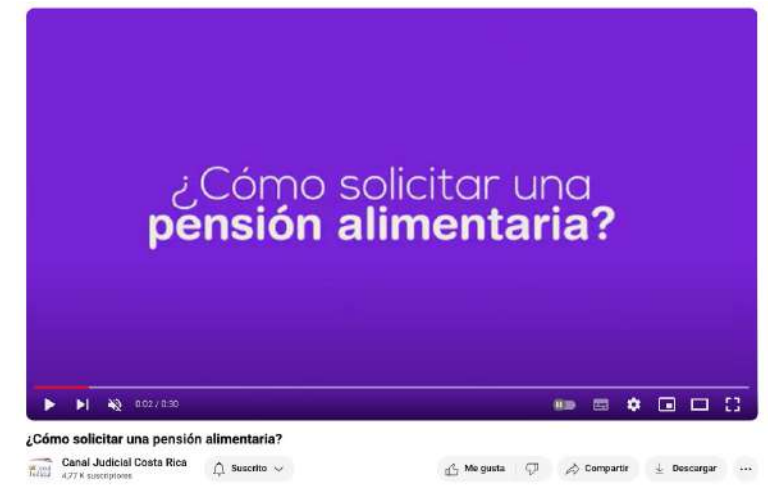 ¿Cómo solicitar una
pensión alimentaria?
0:02 / 0:30
¿Cómo solicitar una pensión alimentaria?
Canal Judicial Costa Rica
4,77 K suscriptores
Suscrito
Me gusta
Compartir
Descargar